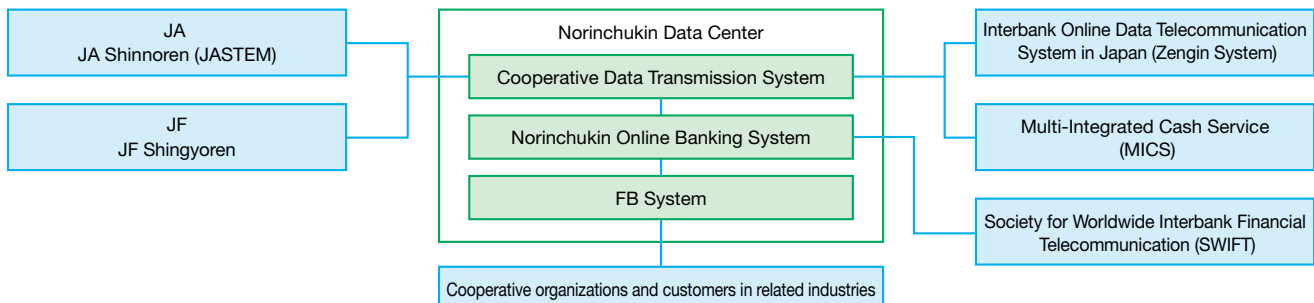 JA
JA Shinnoren (JASTEM)
JF
JF Shingyoren
Norinchukin Data Center
Cooperative Data Transmission System
Norinchukin Online Banking System
FB System
Cooperative organizations and customers in related industries
Interbank Online Data Telecommunication
System in Japan (Zengin System)
Multi-Integrated Cash Service
(MICS)
Society for Worldwide Interbank Financial
Telecommunication (SWIFT)